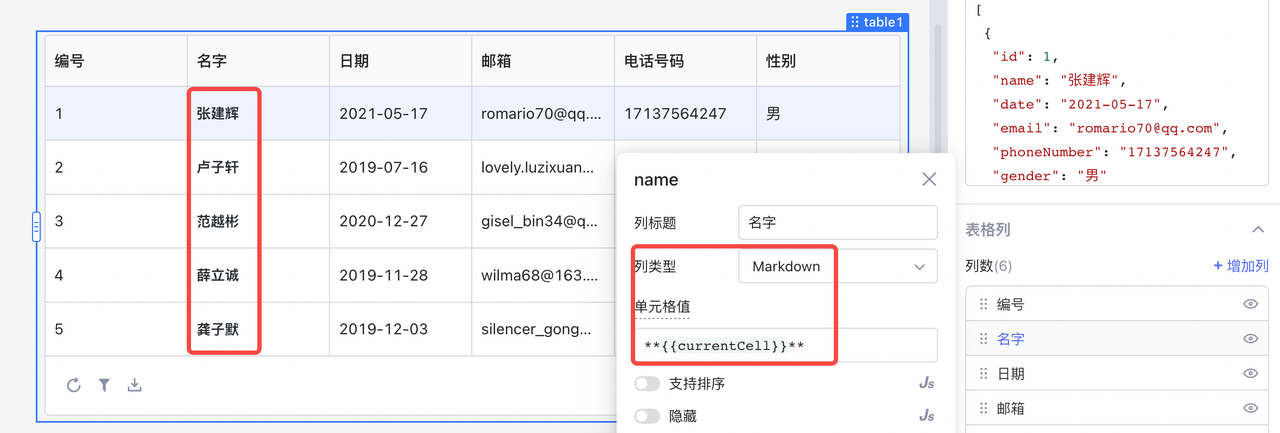 table1
编号 名字 日期 邮箱 电话号码 性别
1 张建辉 2021-05-17 romario70@qq.... 17137564247 男
2 卢子轩 2019-07-16 lovely.luzixuan...
3 范越彬 2020-12-27 gisel_bin34@q...
4 薛立诚 2019-11-28 wilma68@163....
5 龚子默 2019-12-03 silencer_gong...
name
列标题 名字
列类型 Markdown
单元格值
**{{currentCell}}**
支持排序 Js
隐藏 Js
[
{
"id": 1,
"name": "张建辉",
"date": "2021-05-17",
"email": "romario70@qq.com",
"phoneNumber": "17137564247",
"gender": "男"
表格列
列数(6) + 增加列
编号
名字
日期
邮箱